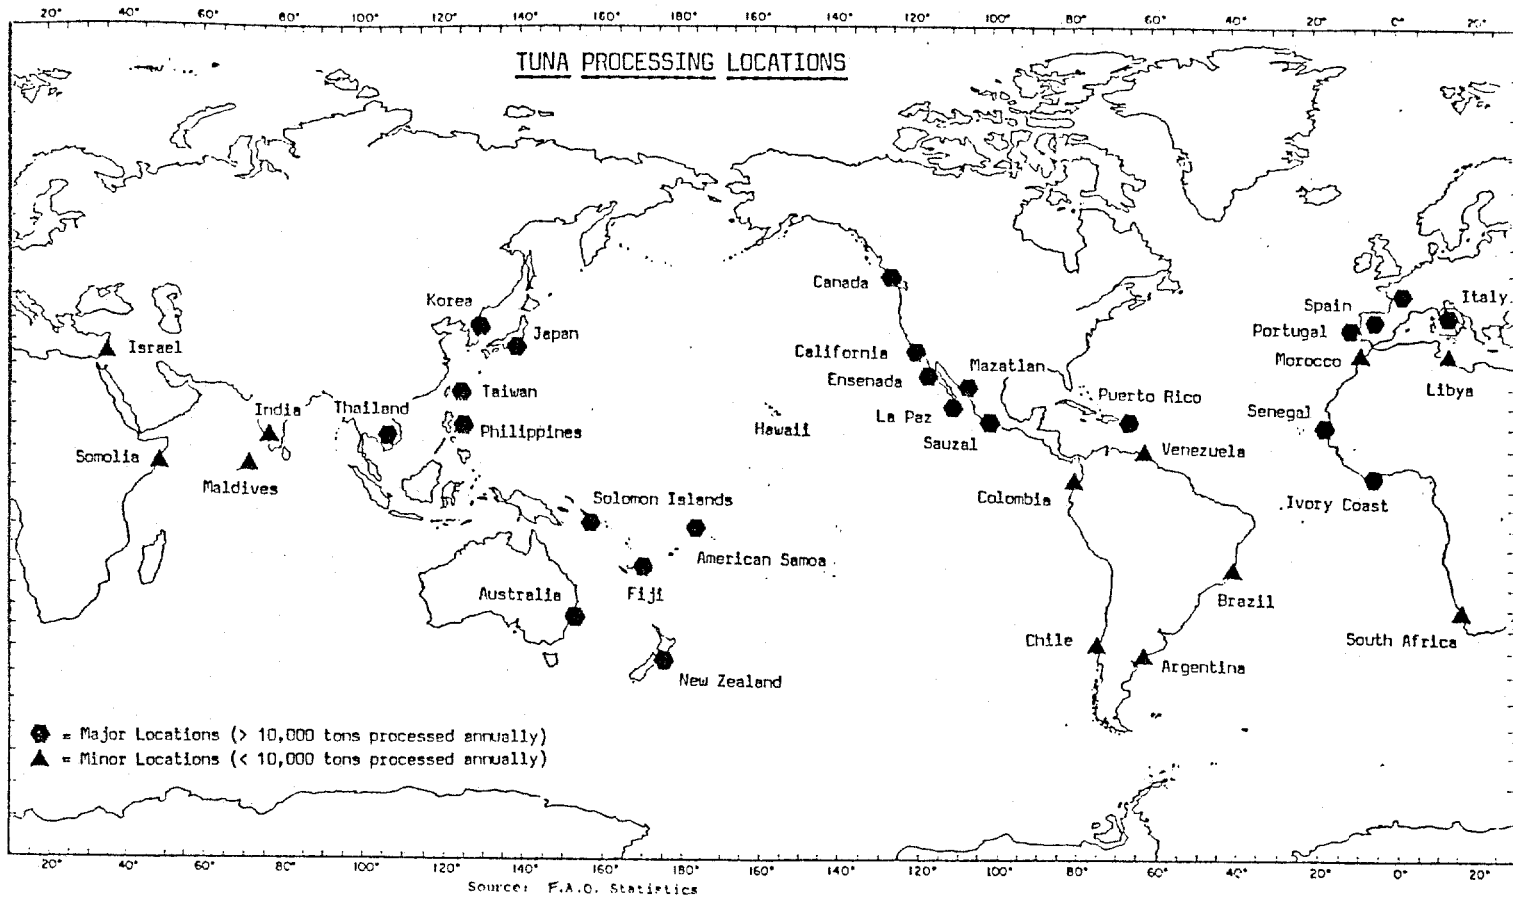 20° 40° 60° 80° 100° 120° 140° 160° 180° 160° 140° 120° 100° 80° 60° 40° 20° 0° 20°
TUNA PROCESSING LOCATIONS
Canada
Korea
Japan
Israel
Spain
Italy
Portugal
California
Mazatlan
Morocco
Ensenada
Libya
Taiwan
India
Thailand
La Paz
Puerto Rico
Senegal
Philippines
Hawaii
Sauzal
Somolia
Venezuela
Maldives
Solomon Islands
Colombia
Ivory Coast
American Samoa
Australia
Fiji
Brazil
Chile
South Africa
Argentina
New Zealand
= Major Locations (> 10,000 tons processed annually)
= Minor Locations (< 10,000 tons processed annually)
20° 40° 60° 80° 100° 120° 140° 160° 180° 160° 140° 120° 100° 80° 60° 40° 20° 0° 20°
Source: F.A.O. Statistics